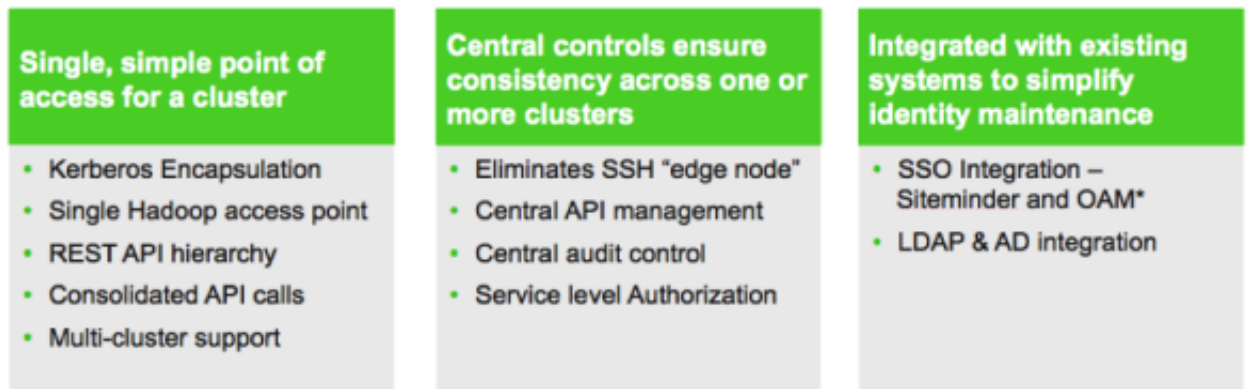 Single, simple point of
access for a cluster
• Kerberos Encapsulation
• Single Hadoop access point
• REST API hierarchy
• Consolidated API calls
• Multi-cluster support
Central controls ensure
consistency across one or
more clusters
• Eliminates SSH “edge node”
• Central API management
• Central audit control
• Service level Authorization
Integrated with existing
systems to simplify
identity maintenance
• SSO Integration –
Siteminder and OAM*
• LDAP & AD integration